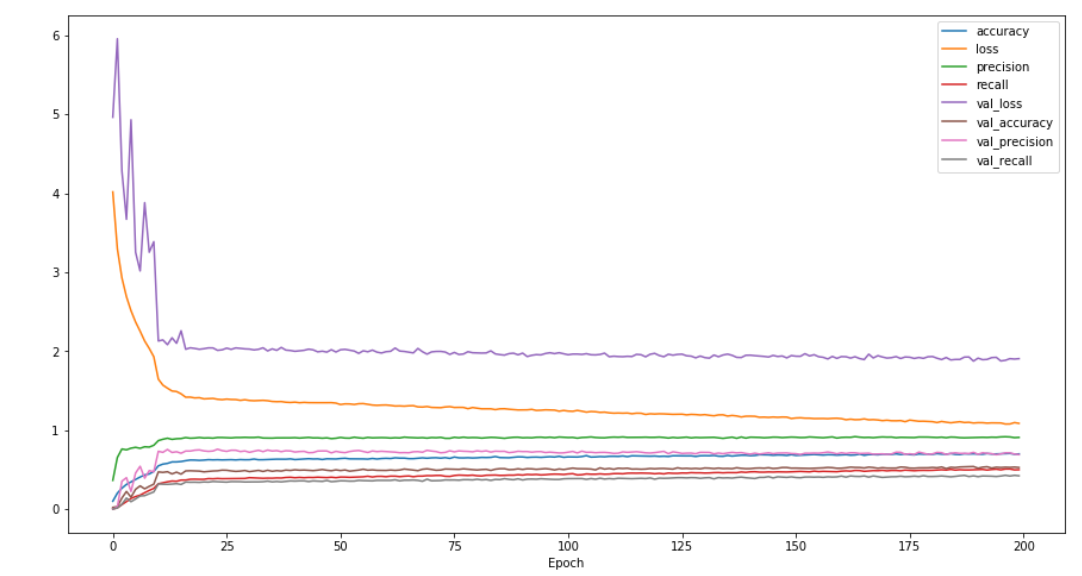 6
5
4
3
2
1
0
accuracy
loss
precision
recall
val_loss
val_accuracy
val_precision
val_recall
0 25 50 75 100 125 150 175 200
Epoch